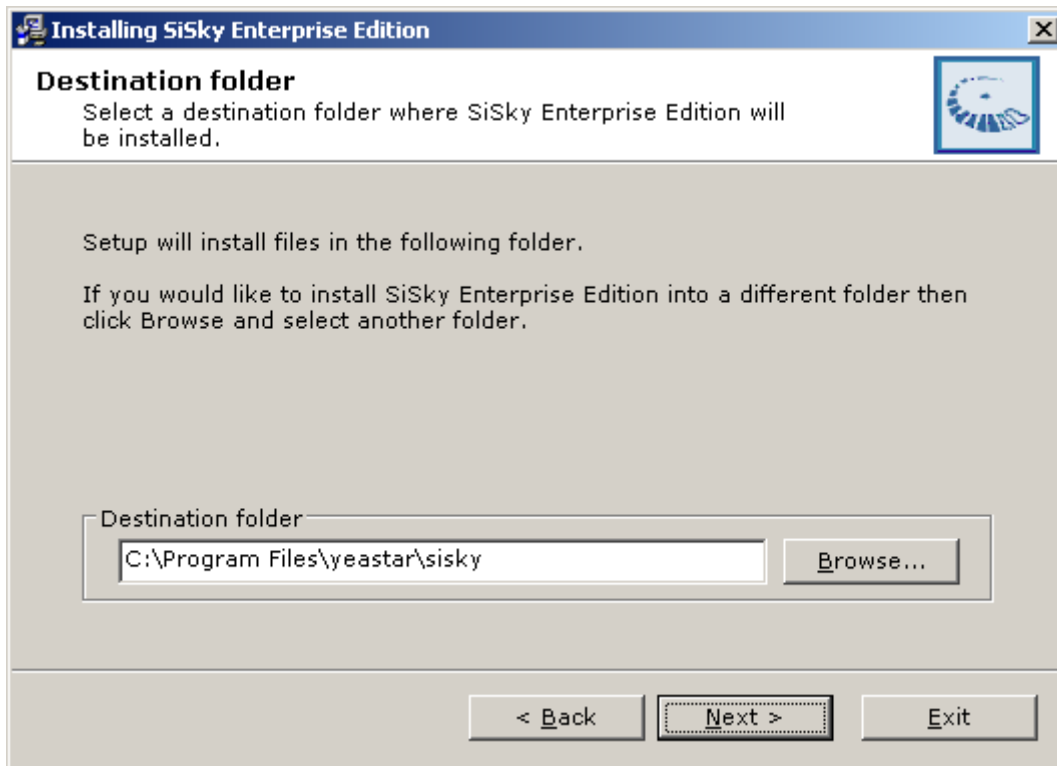 Installing SiSky Enterprise Edition
Destination folder
Select a destination folder where SiSky Enterprise Edition will
be installed.
Setup will install files in the following folder.
If you would like to install SiSky Enterprise Edition into a different folder then
click Browse and select another folder.
Destination folder
C:\Program Files\yeastar\sisky
Browse...
< Back
Next >
Exit